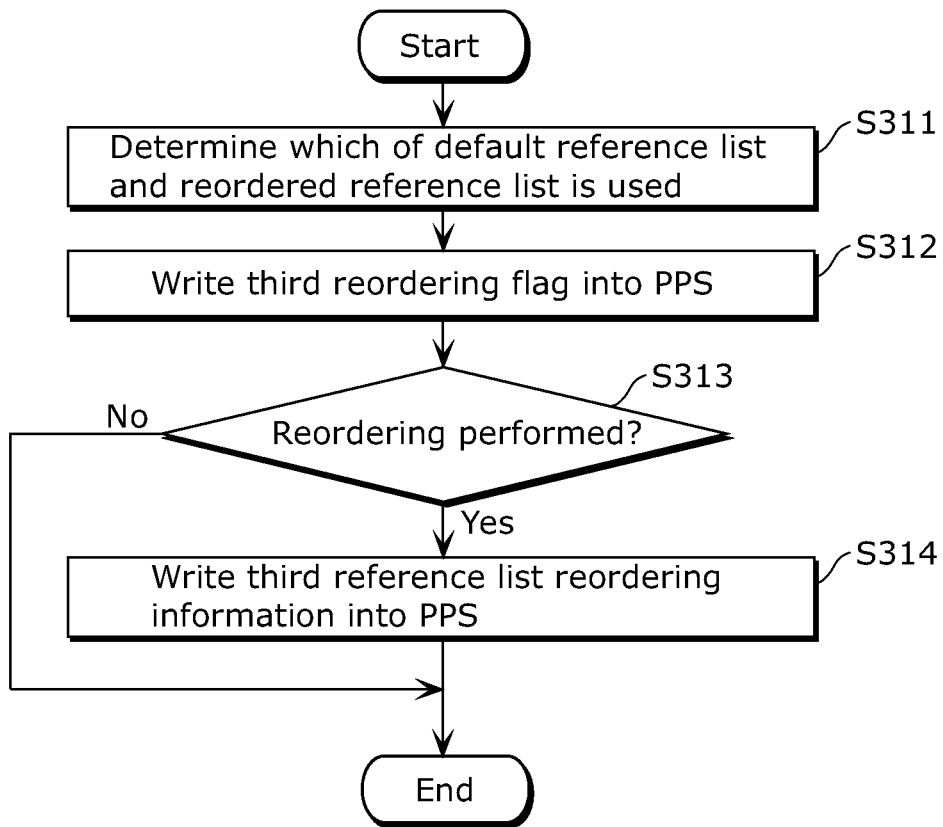 Start
S311
Determine which of default reference list
and reordered reference list is used
S312
Write third reordering flag into PPS
S313
No
Reordering performed?
Yes
S314
Write third reference list reordering
information into PPS
End